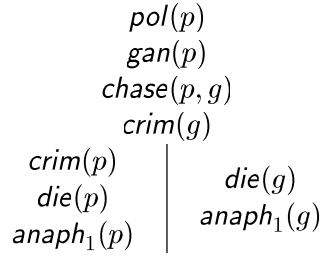 pol(p)
gan(p)
chase(p, g)
crim(g)
crim(p)
die(p)
anaph₁(p)
die(g)
anaph₁(g)